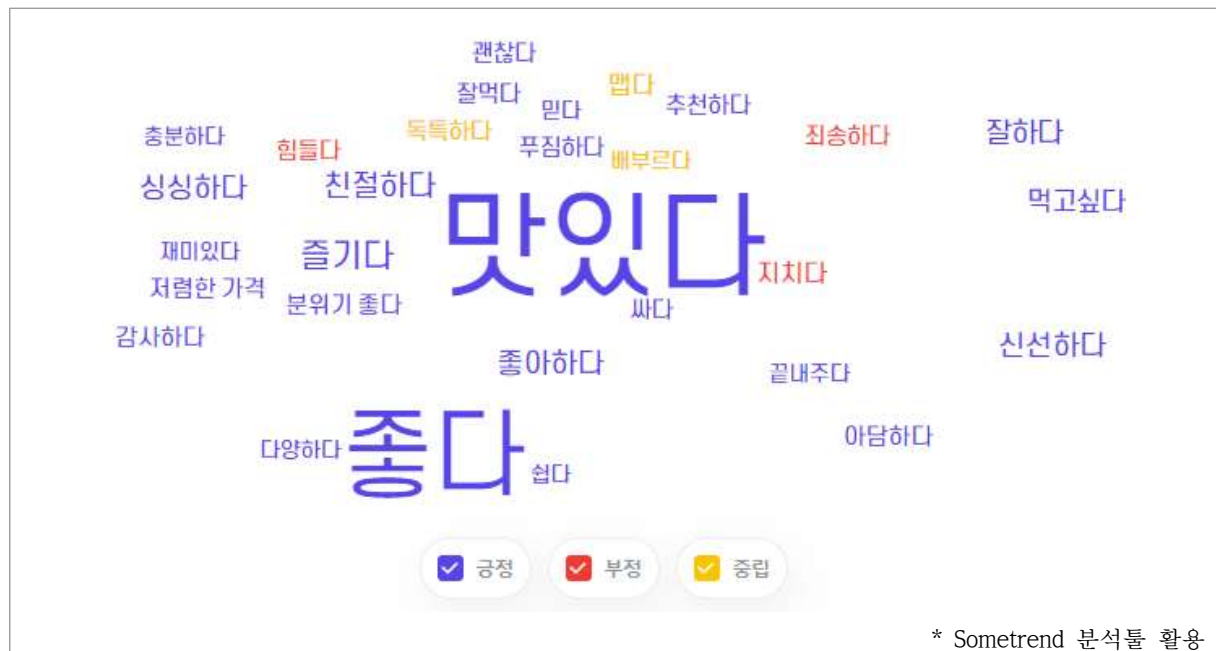 괜찮다
잘먹다 믿다 맵다 추천하다
충분하다 힘들다 독특하다 푸짐하다 배부르다 죄송하다 잘하다
싱싱하다 친절하다 먹고싶다
맛있다
재미있다 즐기다 지치다
저렴한 가격 분위기 좋다 싸다
감사하다 좋아하다 끝내주다 신선하다
다양하다 좋다 쉽다 아담하다
긍정 부정 중립
* Sometrend 분석툴 활용